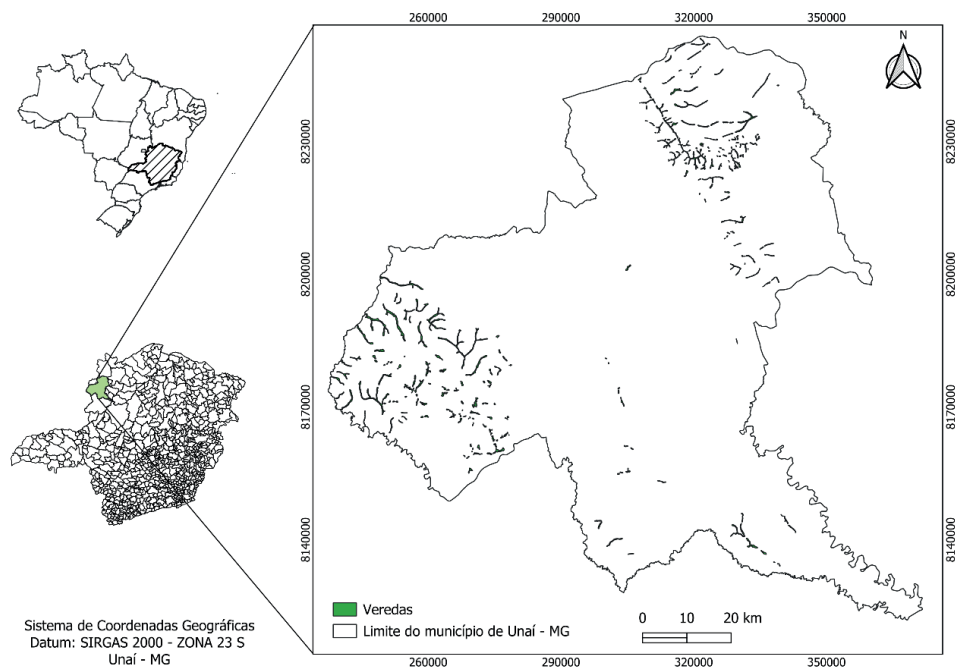 260000 290000 320000 350000
N
8230000 8230000
8200000 8200000
8170000 8170000
8140000 8140000
Veredas
Limite do município de Unaí - MG
0 10 20 km
260000 290000 320000 350000
Sistema de Coordenadas Geográficas
Datum: SIRGAS 2000 - ZONA 23 S
Unaí - MG